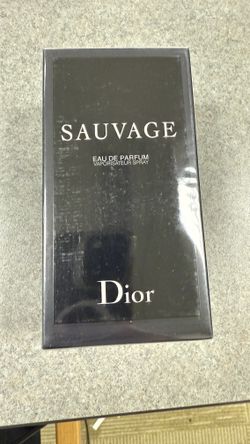 SAUVAGE
EAU DE PARFUM
VAPORISATEUR SPRAY
Dior